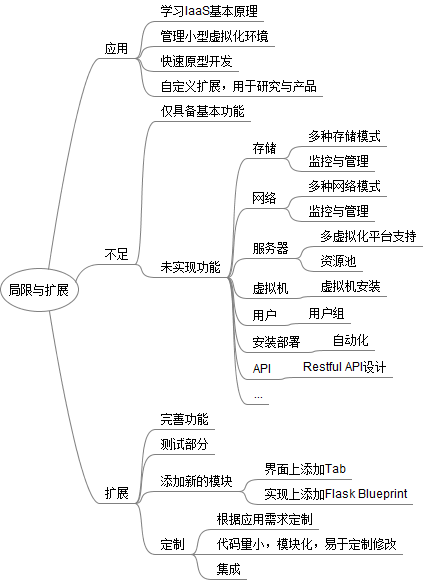 局限与扩展
应用
学习IaaS基本原理
管理小型虚拟化环境
快速原型开发
自定义扩展，用于研究与产品
不足
仅具备基本功能
未实现功能
存储
多种存储模式
监控与管理
网络
多种网络模式
监控与管理
服务器
多虚拟化平台支持
资源池
虚拟机
虚拟机安装
用户
用户组
安装部署
自动化
API
Restful API设计
...
扩展
完善功能
测试部分
添加新的模块
界面上添加Tab
实现上添加Flask Blueprint
定制
根据应用需求定制
代码量小，模块化，易于定制修改
集成